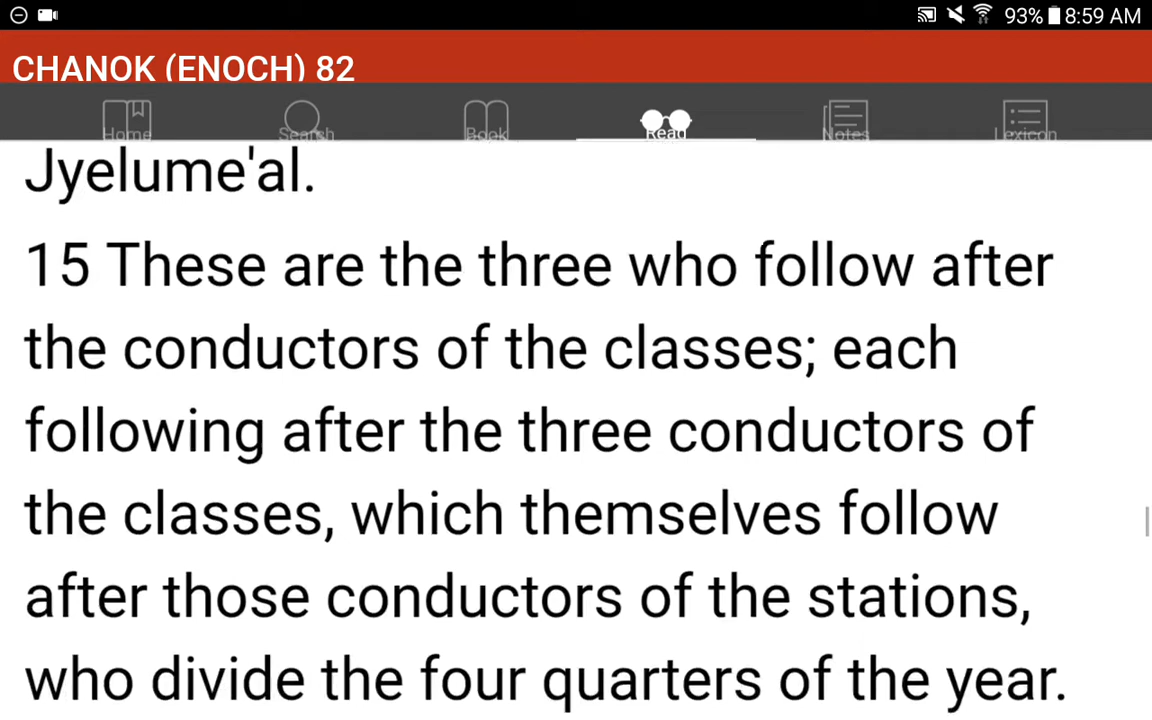 93% 8:59 AM
CHANOK (ENOCH) 82
Home Search Book Read Notes Lexicon
Jyelume'al.
15 These are the three who follow after
the conductors of the classes; each
following after the three conductors of
the classes, which themselves follow
after those conductors of the stations,
who divide the four quarters of the year.